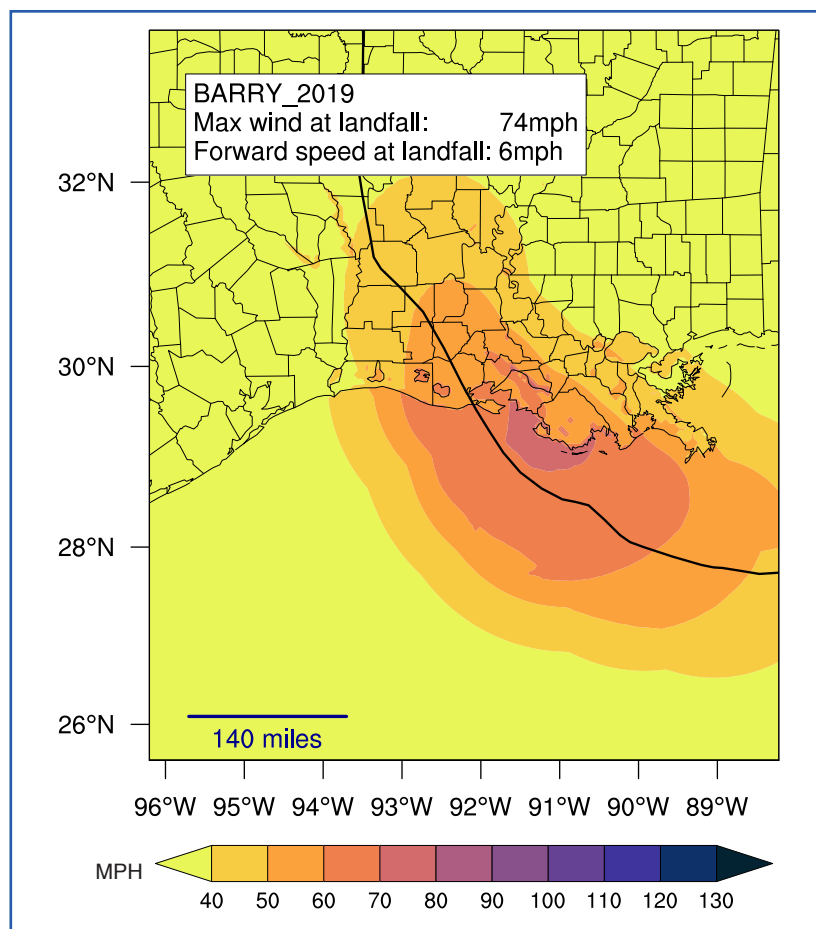 BARRY_2019
Max wind at landfall: 74mph
Forward speed at landfall: 6mph
32°N
30°N
28°N
26°N
140 miles
96°W 95°W 94°W 93°W 92°W 91°W 90°W 89°W
MPH
40 50 60 70 80 90 100 110 120 130